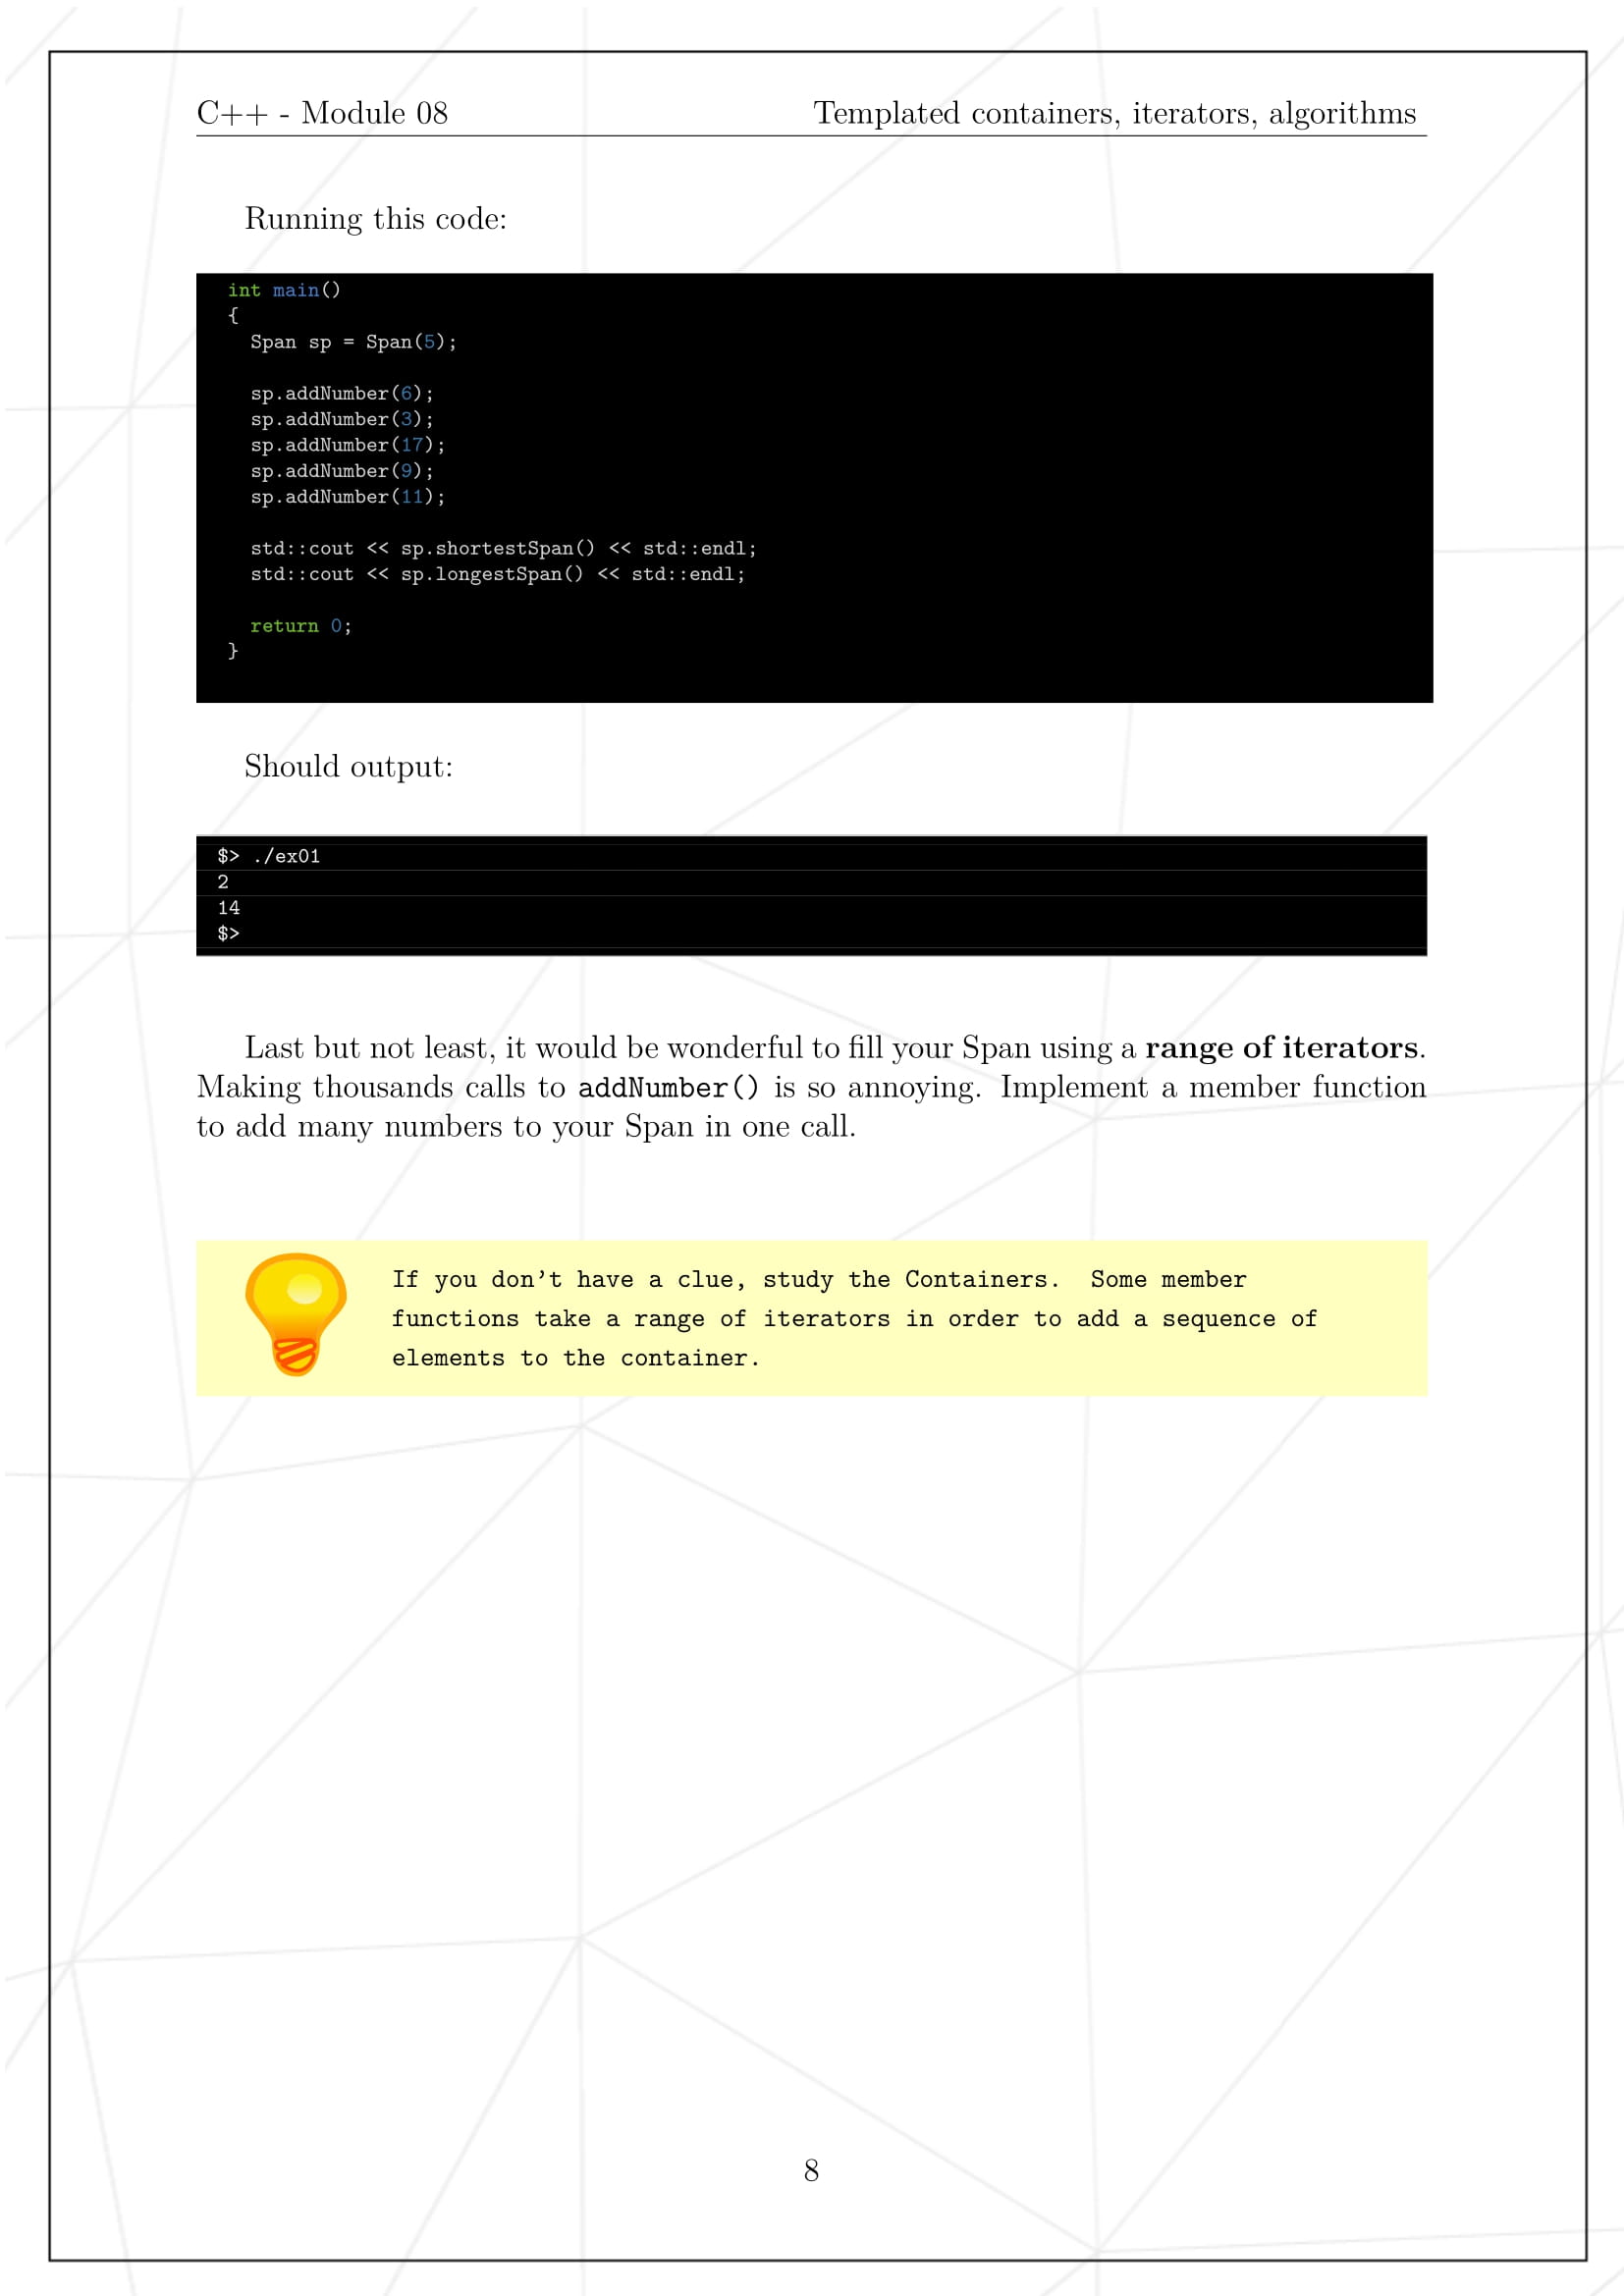 C++ - Module 08 Templated containers, iterators, algorithms
Running this code:
int main()
{
Span sp = Span(5);
sp.addNumber(6);
sp.addNumber(3);
sp.addNumber(17);
sp.addNumber(9);
sp.addNumber(11);
std::cout << sp.shortestSpan() << std::endl;
std::cout << sp.longestSpan() << std::endl;
return 0;
}
Should output:
$> ./ex01
2
14
$>
Last but not least, it would be wonderful to fill your Span using a range of iterators.
Making thousands calls to addNumber() is so annoying. Implement a member function
to add many numbers to your Span in one call.
If you don't have a clue, study the Containers. Some member
functions take a range of iterators in order to add a sequence of
elements to the container.
8